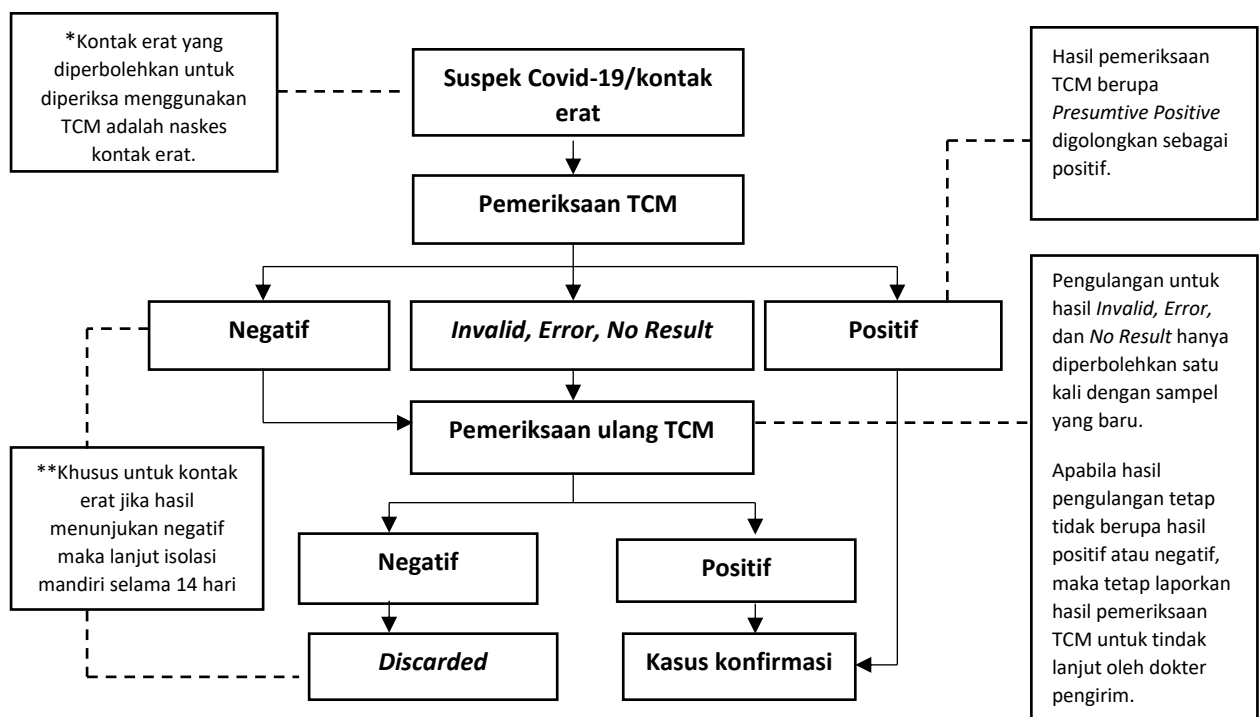 *Kontak erat yang
diperbolehkan untuk
diperiksa menggunakan
TCM adalah naskes
kontak erat.
Suspek Covid-19/kontak
erat
Hasil pemeriksaan
TCM berupa
Presumtive Positive
digolongkan sebagai
positif.
Pemeriksaan TCM
Negatif
Invalid, Error, No Result
Positif
Pengulangan untuk
hasil Invalid, Error,
dan No Result hanya
diperbolehkan satu
kali dengan sampel
yang baru.
Apabila hasil
pengulangan tetap
tidak berupa hasil
positif atau negatif,
maka tetap laporkan
hasil pemeriksaan
TCM untuk tindak
lanjut oleh dokter
pengirim.
Pemeriksaan ulang TCM
**Khusus untuk kontak
erat jika hasil
menunjukan negatif
maka lanjut isolasi
mandiri selama 14 hari
Negatif
Positif
Discarded
Kasus konfirmasi